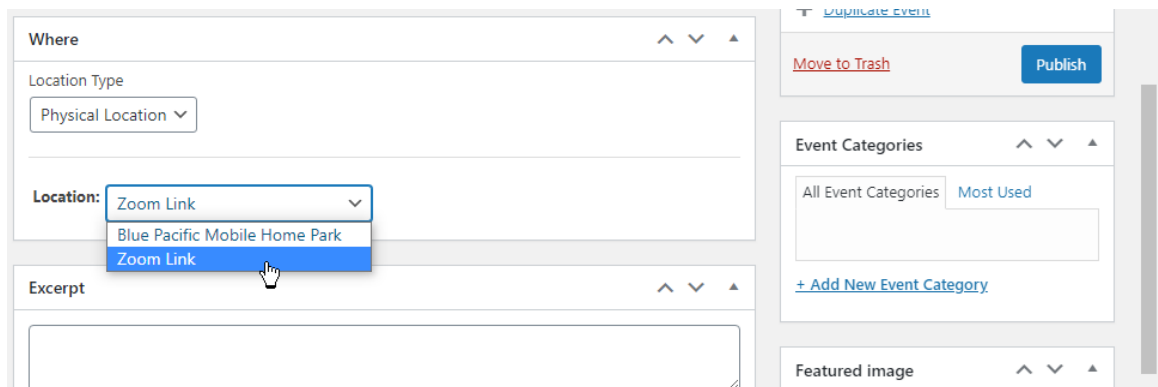 Where
Location Type
Physical Location
Location:
Zoom Link
Blue Pacific Mobile Home Park
Zoom Link
Excerpt
Duplicate Event
Move to Trash
Publish
Event Categories
All Event Categories
Most Used
+ Add New Event Category
Featured image